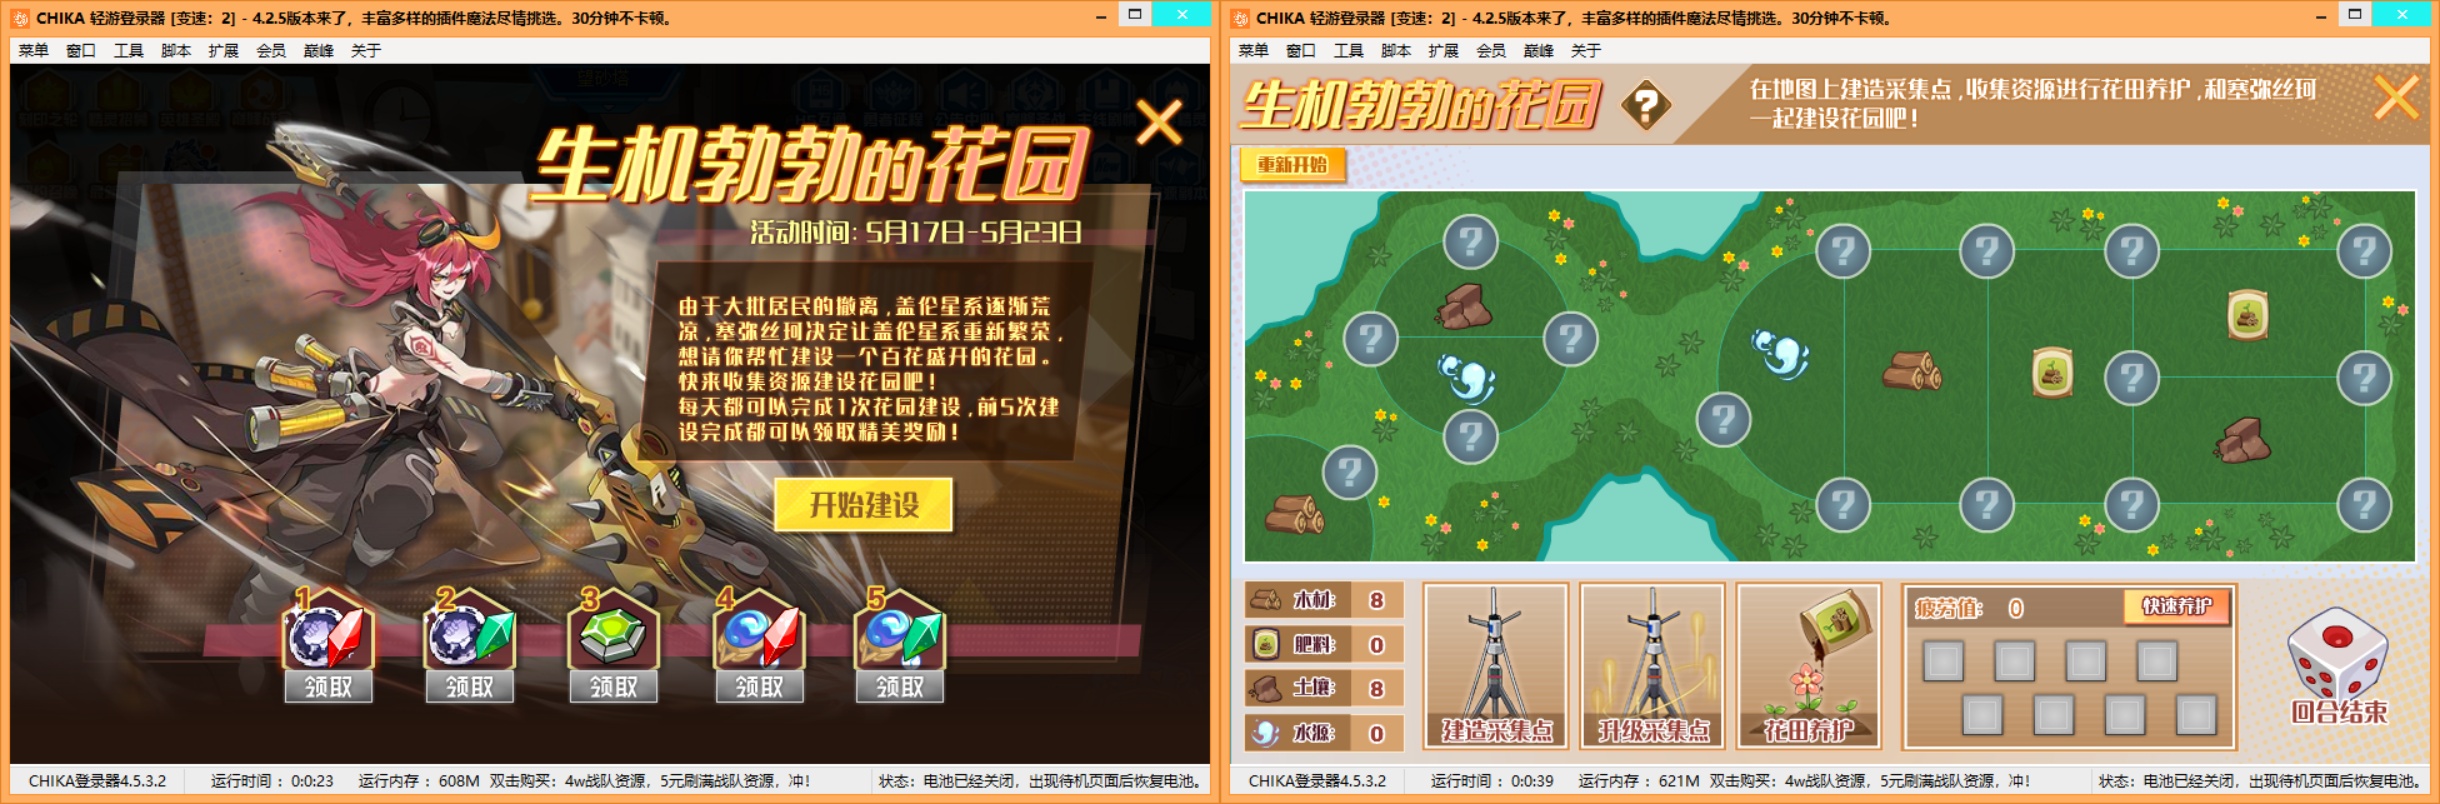 CHIKA 轻游登录器 [变速：2] - 4.2.5版本来了，丰富多样的插件魔法尽情挑选。30分钟不卡顿。
菜单 窗口 工具 脚本 扩展 会员 巅峰 关于
生机勃勃的花园
活动时间：5月17日-5月23日
由于大批居民的撤离,盖伦星系逐渐荒
凉,塞弥丝珂决定让盖伦星系重新繁荣,
想请你帮忙建设一个百花盛开的花园。
快来收集资源建设花园吧！
每天都可以完成1次花园建设,前5次建
设完成都可以领取精美奖励！
开始建设
1 2 3 4 5
领取 领取 领取 领取 领取
CHIKA登录器4.5.3.2 运行时间： 0:0:23 运行内存： 608M 双击购买：4w战队资源，5元刷满战队资源，冲！ 状态：电池已经关闭，出现待机页面后恢复电池。
CHIKA 轻游登录器 [变速：2] - 4.2.5版本来了，丰富多样的插件魔法尽情挑选。30分钟不卡顿。
菜单 窗口 工具 脚本 扩展 会员 巅峰 关于
生机勃勃的花园 ?
在地图上建造采集点,收集资源进行花田养护,和塞弥丝珂
一起建设花园吧！
重新开始
? ? ? ? ?
? ? ? ?
? ?
? ? ? ? ?
木材: 8
肥料: 0
土壤: 8
水源: 0
建造采集点 升级采集点 花田养护
疲劳值: 0 快速养护
回合结束
CHIKA登录器4.5.3.2 运行时间： 0:0:39 运行内存： 621M 双击购买：4w战队资源，5元刷满战队资源，冲！ 状态：电池已经关闭，出现待机页面后恢复电池。